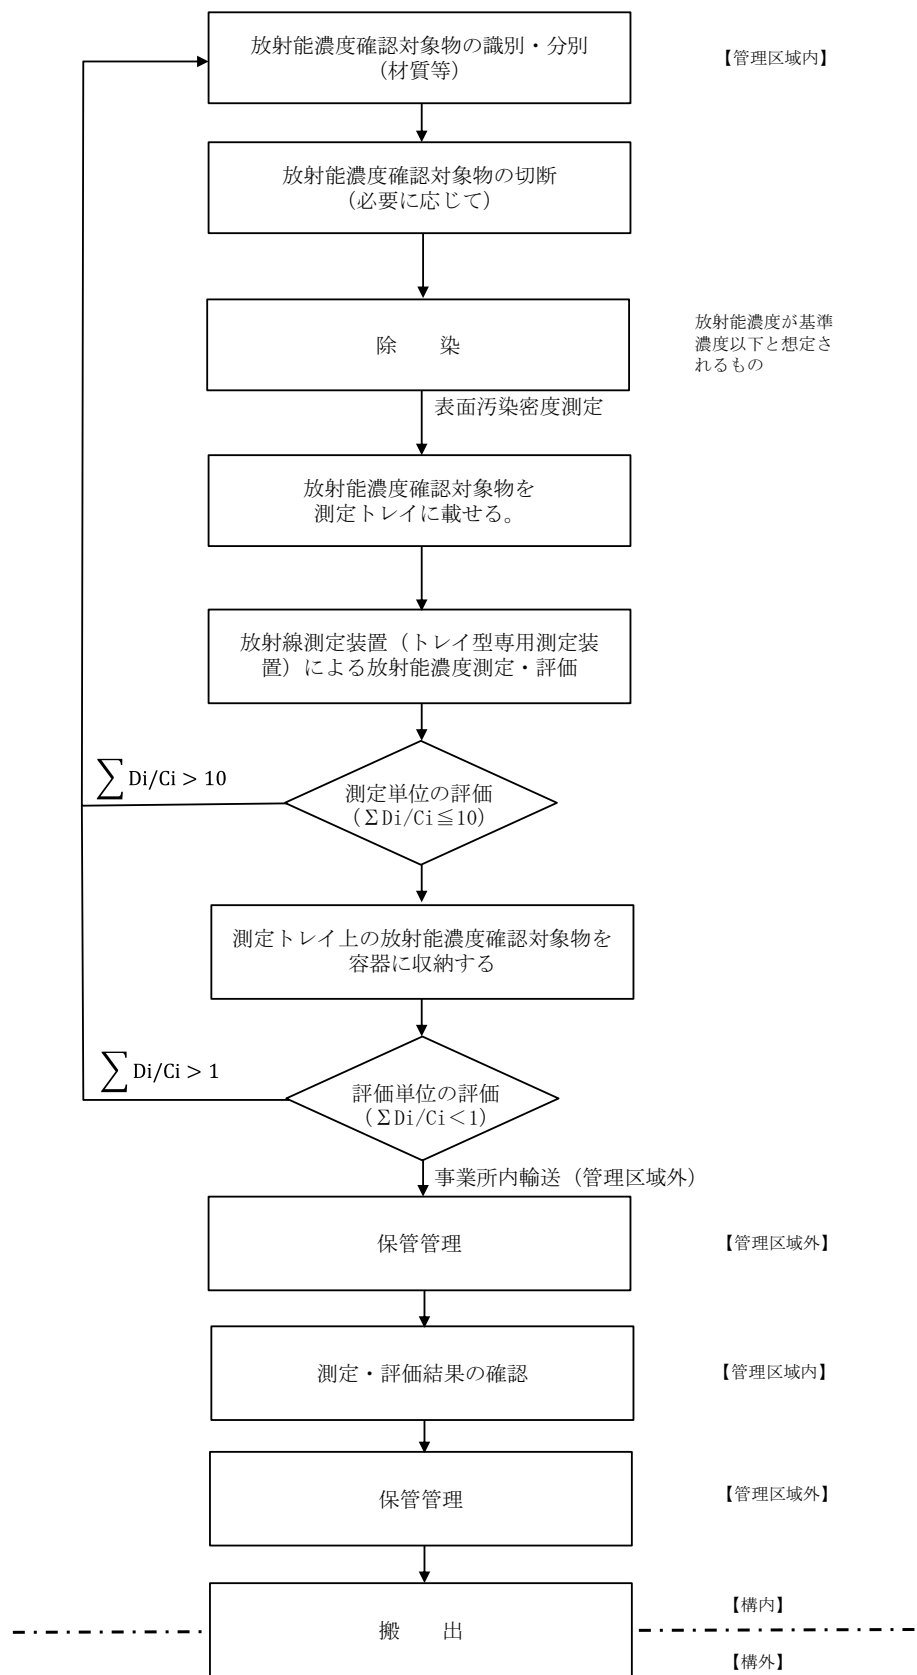 放射能濃度確認対象物の識別・分別
(材質等)
【管理区域内】
放射能濃度確認対象物の切断
(必要に応じて)
除　染
放射能濃度が基準
濃度以下と想定さ
れるもの
表面汚染密度測定
放射能濃度確認対象物を
測定トレイに載せる。
放射線測定装置（トレイ型専用測定装
置）による放射能濃度測定・評価
∑Di/Ci > 10
測定単位の評価
(ΣDi/Ci≦10)
測定トレイ上の放射能濃度確認対象物を
容器に収納する
∑Di/Ci > 1
評価単位の評価
(ΣDi/Ci＜1)
事業所内輸送（管理区域外）
保管管理
【管理区域外】
測定・評価結果の確認
【管理区域内】
保管管理
【管理区域外】
搬　出
【構内】
【構外】